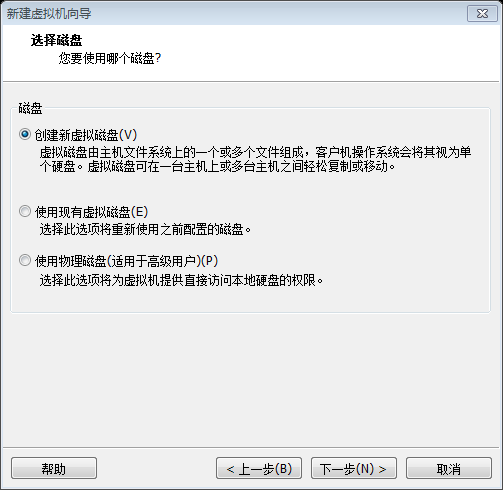 新建虚拟机向导
选择磁盘
您要使用哪个磁盘?
磁盘
创建新虚拟磁盘(V)
虚拟磁盘由主机文件系统上的一个或多个文件组成，客户机操作系统会将其视为单
个硬盘。虚拟磁盘可在一台主机上或多台主机之间轻松复制或移动。
使用现有虚拟磁盘(E)
选择此选项将重新使用之前配置的磁盘。
使用物理磁盘(适用于高级用户)(P)
选择此选项将为虚拟机提供直接访问本地硬盘的权限。
帮助
< 上一步(B)
下一步(N) >
取消